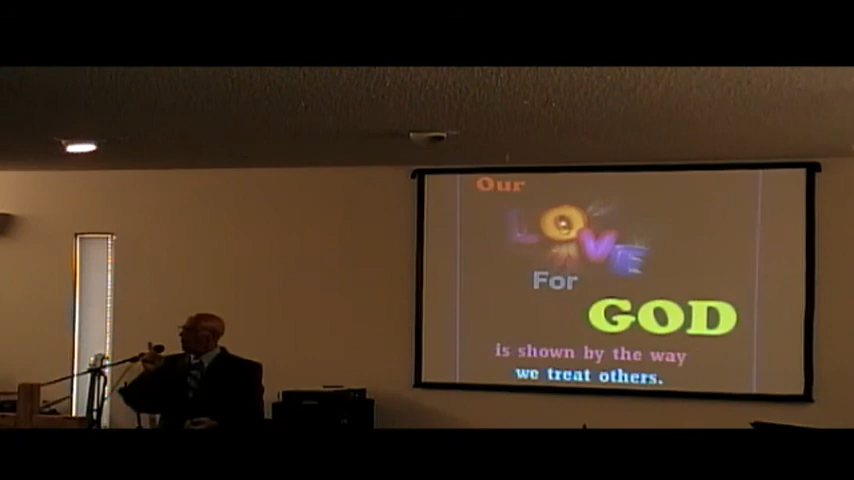 Our
LOVE
For
GOD
is shown by the way
we treat others.